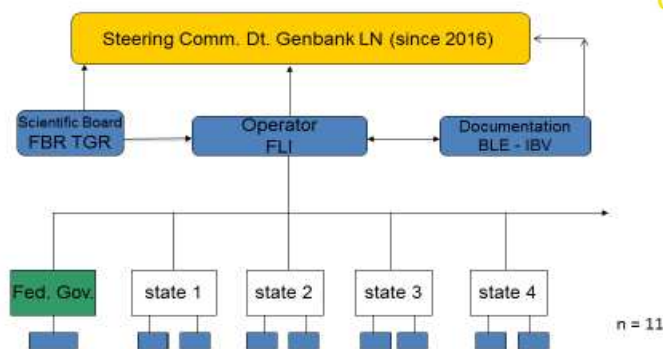 Steering Comm. Dt. Genbank LN (since 2016)
Scientific Board
FBR TGR
Operator
FLI
Documentation
BLE - IBV
Fed. Gov.
state 1
state 2
state 3
state 4
n = 11